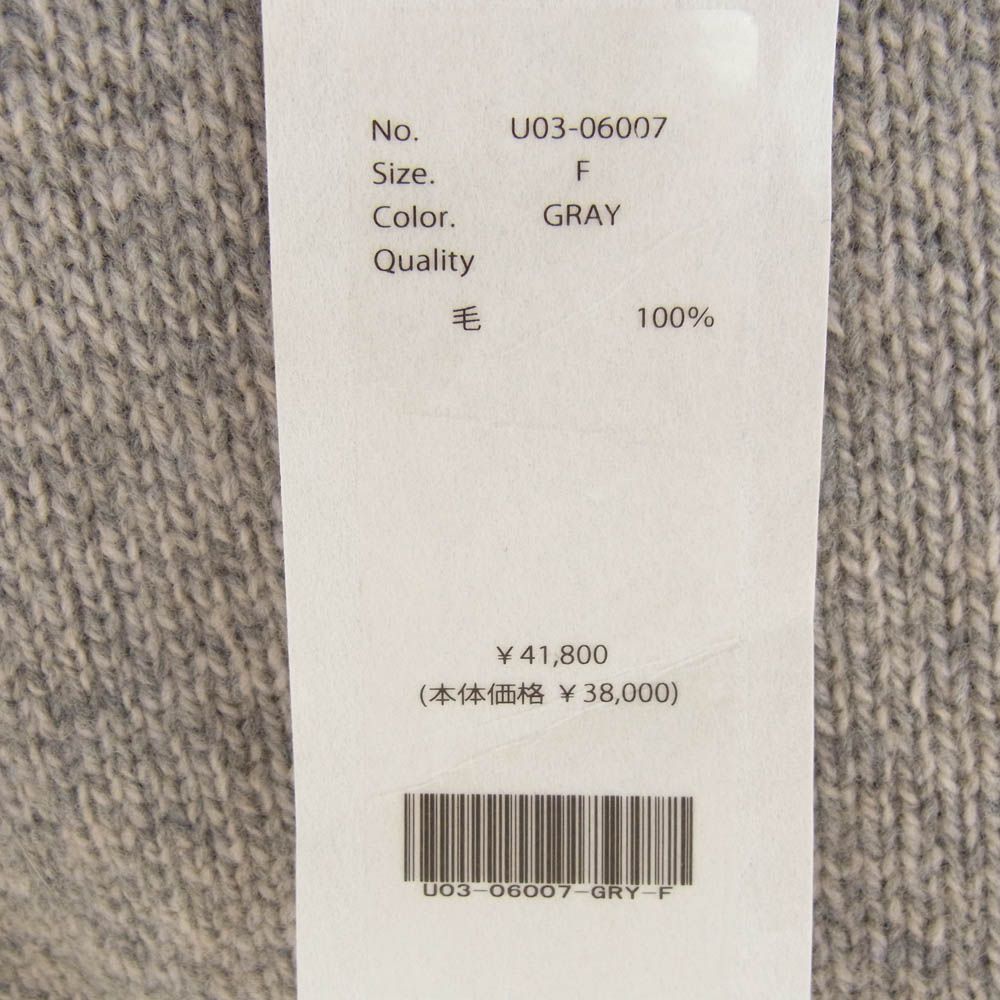 No. U03-06007
Size. F
Color. GRAY
Quality
毛 100%
¥41,800
(本体価格 ¥38,000)
U03-06007-GRY-F